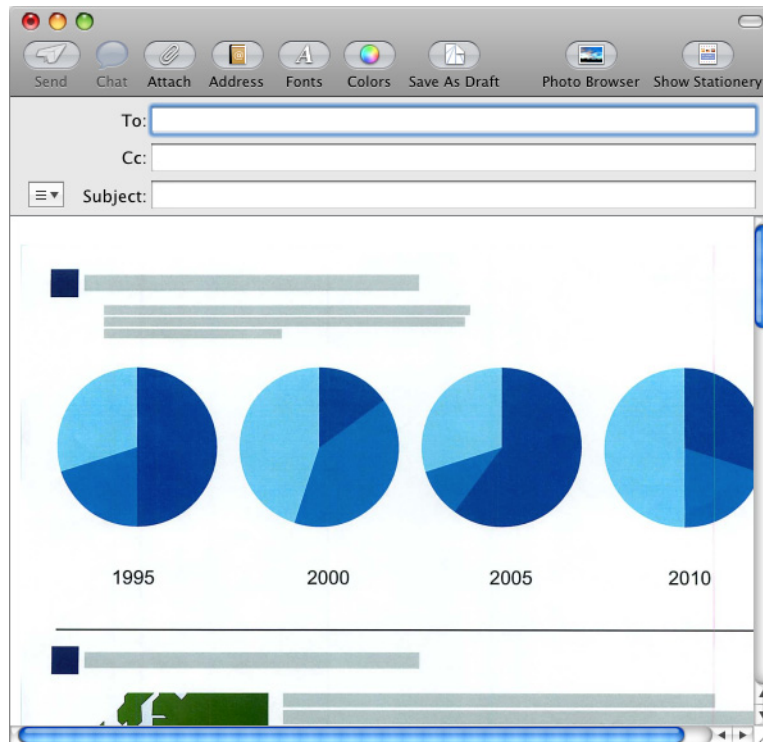 Send Chat Attach Address Fonts Colors Save As Draft Photo Browser Show Stationery
To:
Cc:
Subject:
1995 2000 2005 2010